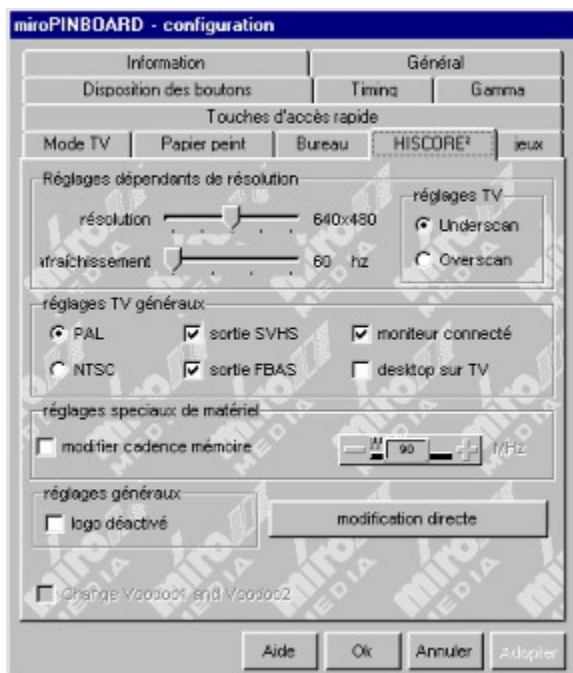 miroPINBOARD - configuration
Information Général
Disposition des boutons Timing Gamma
Touches d'accès rapide
Mode TV Papier peint Bureau HISCORE² jeux
Réglages dépendants de résolution
réglages TV
résolution 640x480
Underscan
afraîchissement 60 hz
Overscan
réglages TV généraux
PAL sortie SVHS moniteur connecté
NTSC sortie FBAS desktop sur TV
réglages speciaux de matériel
modifier cadence mémoire 90 MHz
réglages généraux
logo déactivé modification directe
Change Voodoo1 and Voodoo2
Aide Ok Annuler Adopter
miro MEDIA